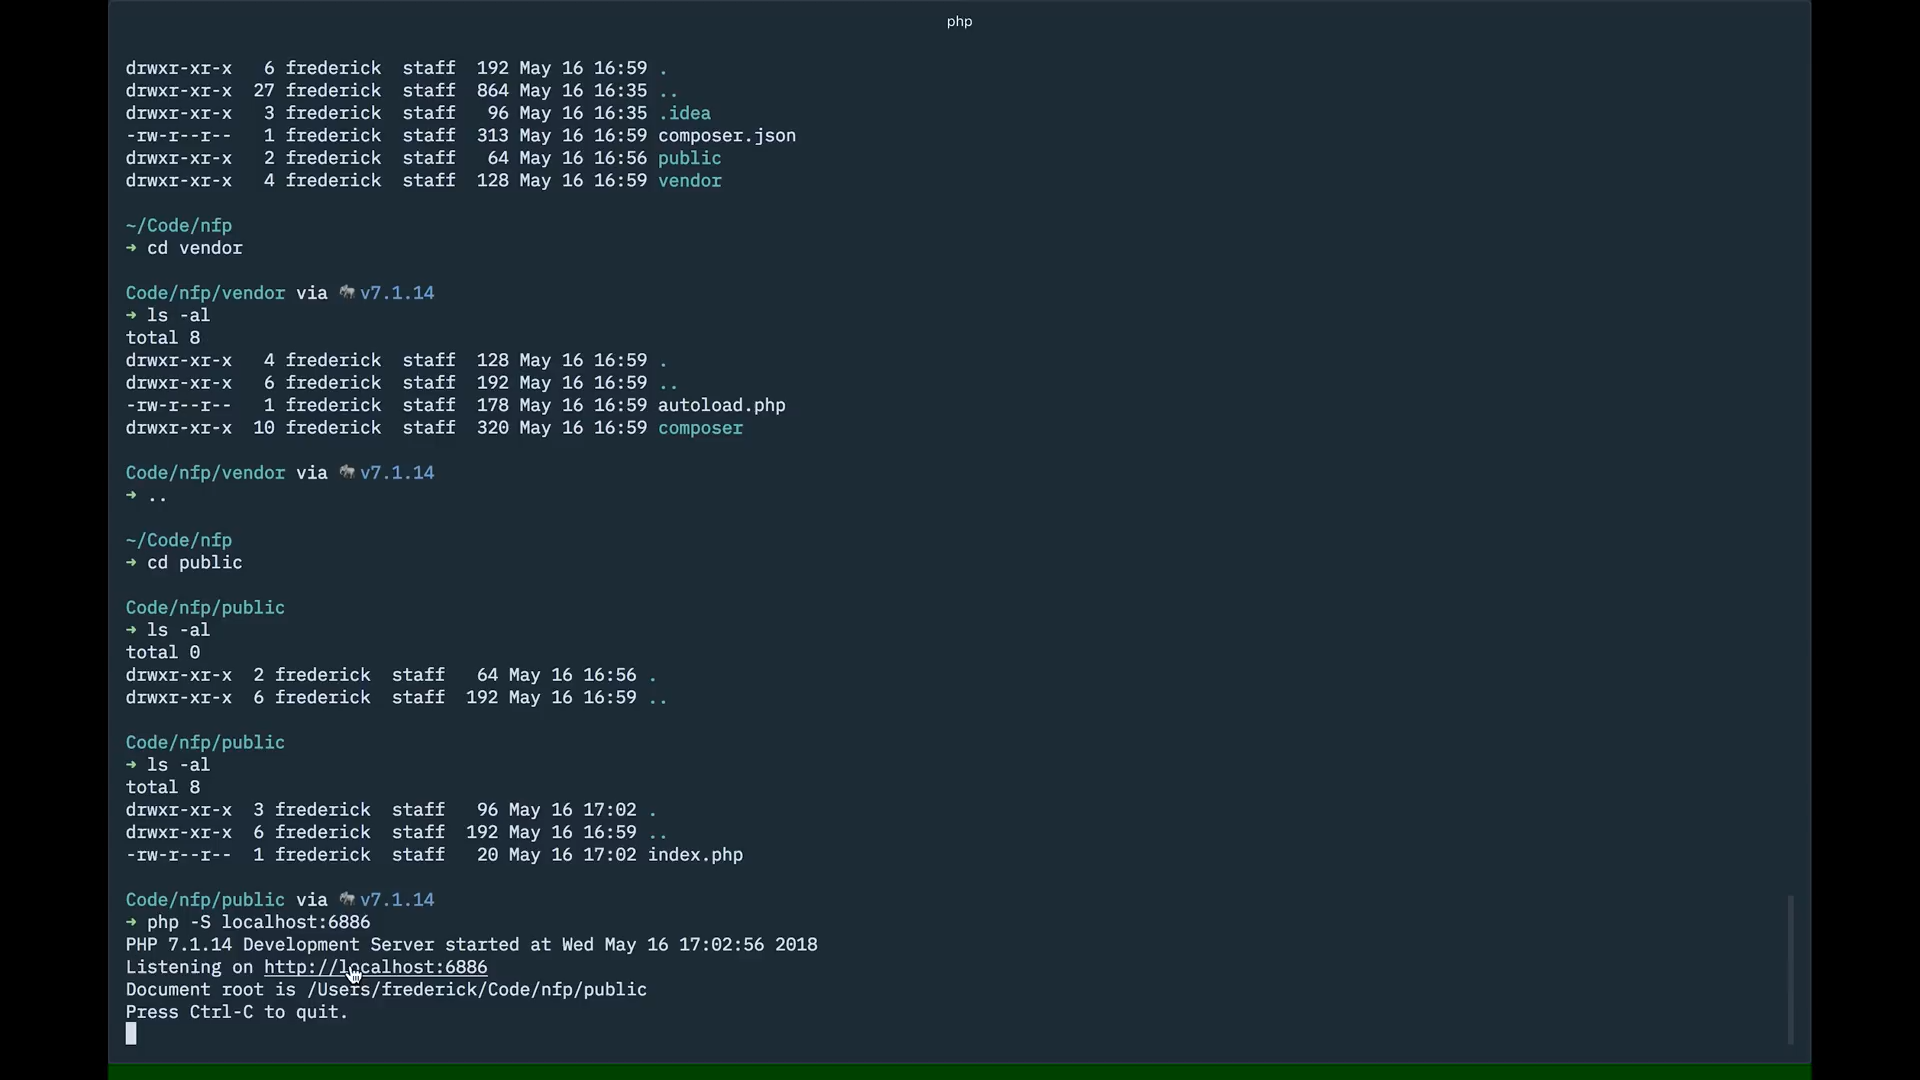 php
drwxr-xr-x   6 frederick  staff  192 May 16 16:59 .
drwxr-xr-x  27 frederick  staff  864 May 16 16:35 ..
drwxr-xr-x   3 frederick  staff   96 May 16 16:35 .idea
-rw-r--r--   1 frederick  staff  313 May 16 16:59 composer.json
drwxr-xr-x   2 frederick  staff   64 May 16 16:56 public
drwxr-xr-x   4 frederick  staff  128 May 16 16:59 vendor
~/Code/nfp
➜ cd vendor
Code/nfp/vendor via 🐘 v7.1.14
➜ ls -al
total 8
drwxr-xr-x   4 frederick  staff  128 May 16 16:59 .
drwxr-xr-x   6 frederick  staff  192 May 16 16:59 ..
-rw-r--r--   1 frederick  staff  178 May 16 16:59 autoload.php
drwxr-xr-x  10 frederick  staff  320 May 16 16:59 composer
Code/nfp/vendor via 🐘 v7.1.14
➜ ..
~/Code/nfp
➜ cd public
Code/nfp/public
➜ ls -al
total 0
drwxr-xr-x  2 frederick  staff   64 May 16 16:56 .
drwxr-xr-x  6 frederick  staff  192 May 16 16:59 ..
Code/nfp/public
➜ ls -al
total 8
drwxr-xr-x  3 frederick  staff   96 May 16 17:02 .
drwxr-xr-x  6 frederick  staff  192 May 16 16:59 ..
-rw-r--r--  1 frederick  staff   20 May 16 17:02 index.php
Code/nfp/public via 🐘 v7.1.14
➜ php -S localhost:6886
PHP 7.1.14 Development Server started at Wed May 16 17:02:56 2018
Listening on http://localhost:6886
Document root is /Users/frederick/Code/nfp/public
Press Ctrl-C to quit.